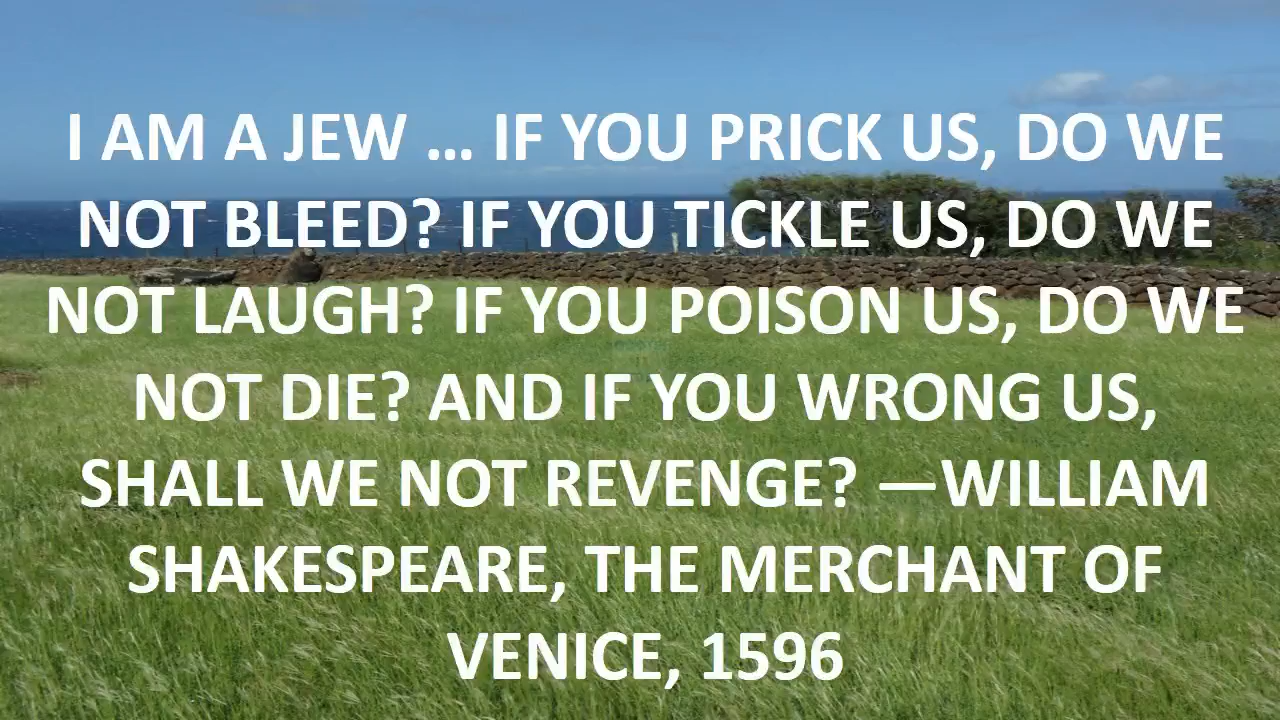 I AM A JEW ... IF YOU PRICK US, DO WE
NOT BLEED? IF YOU TICKLE US, DO WE
NOT LAUGH? IF YOU POISON US, DO WE
NOT DIE? AND IF YOU WRONG US,
SHALL WE NOT REVENGE? —WILLIAM
SHAKESPEARE, THE MERCHANT OF
VENICE, 1596